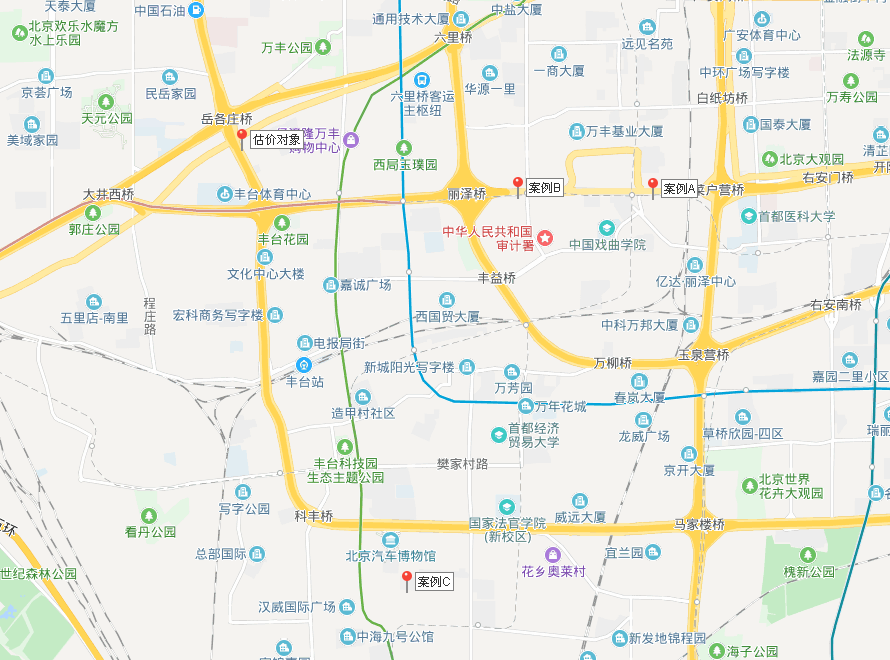 天泰大厦
中国石油
通用技术大厦
中盐大厦
北京欢乐水魔方
水上乐园
万丰公园
六里桥
远见名苑
广安体育中心
法源寺
京荟广场
民岳家园
六里桥客运
主枢纽
华源一里
一商大厦
中环广场写字楼
万寿公园
天元公园
白纸坊桥
岳各庄桥
美域家园
估价对象
隆万丰
购物中心
西局玉璞园
万丰基业大厦
国泰大厦
北京大观园
清芷
开阳
大井西桥
丰台体育中心
丽泽桥
案例B
案例A
菜户营桥
右安门桥
郭庄公园
丰台花园
中华人民共和国
审计署
中国戏曲学院
首都医科大学
文化中心大楼
嘉诚广场
丰益桥
亿达·丽泽中心
五里店-南里
程庄路
宏科商务写字楼
西国贸大厦
中科万邦大厦
右安南桥
电报局街
丰台站
新城阳光写字楼
万芳园
万柳桥
玉泉营桥
嘉园二里小区
造甲村社区
万年花城
春岚大厦
首都经济
贸易大学
龙威广场
草桥欣园-四区
瑞丽
丰台科技园
生态主题公园
樊家村路
京开大厦
北京世界
花卉大观园
写字公园
看丹公园
科丰桥
国家法官学院
(新校区)
威远大厦
马家楼桥
名
环
总部国际
北京汽车博物馆
花乡奥莱村
宜兰园
槐新公园
世纪森林公园
案例C
汉威国际广场
中海九号公馆
新发地锦程园
海子公园